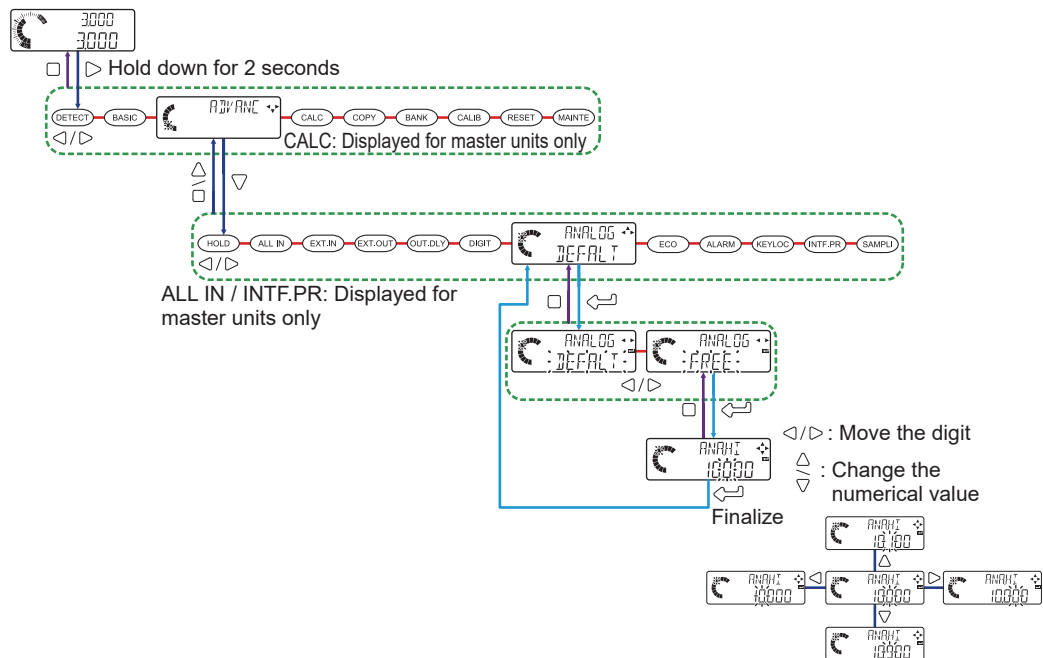 3.000
-3.000
Hold down for 2 seconds
DETECT BASIC ADVANC CALC COPY BANK CALIB RESET MAINTE
CALC: Displayed for master units only
HOLD ALL IN EXT.IN EXT.OUT OUT.DLY DIGIT ANALOG ECO ALARM KEYLOC INTF.PR SAMPLI
DEFALT
ALL IN / INTF.PR: Displayed for
master units only
ANALOG ANALOG
DEFALT FREE
ANAHI
10.000
: Move the digit
: Change the
numerical value
Finalize
ANAHI
10.100
ANAHI ANAHI ANAHI
10.000 10.000 10.000
ANAHI
10.900